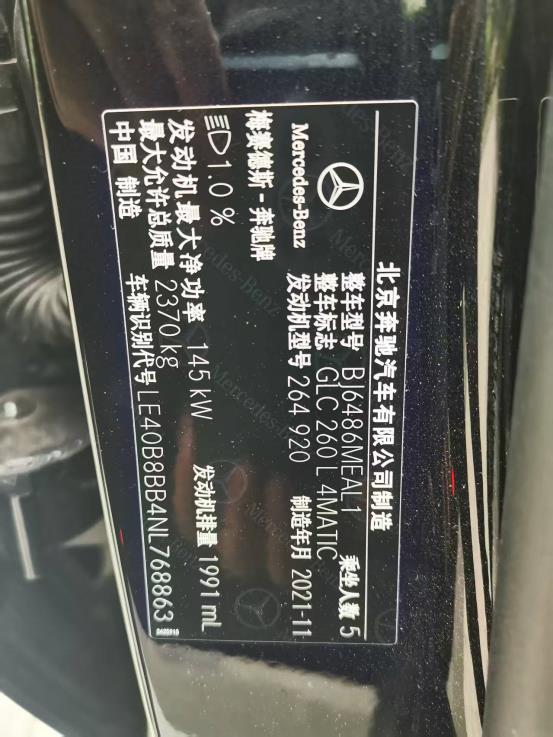 北京奔驰汽车有限公司制造
Mercedes-Benz
整车型号 BJ6486MEAL1 乘坐人数 5
整车标志 GLC 260 L 4MATIC
梅赛德斯-奔驰牌 发动机型号 264 920 制造年月 2021-11
1.0 %
发动机最大净功率 145 kW 发动机排量 1991 mL
最大允许总质量 2370 kg
中国 制造 车辆识别代号 LE40B8BB4NL768863